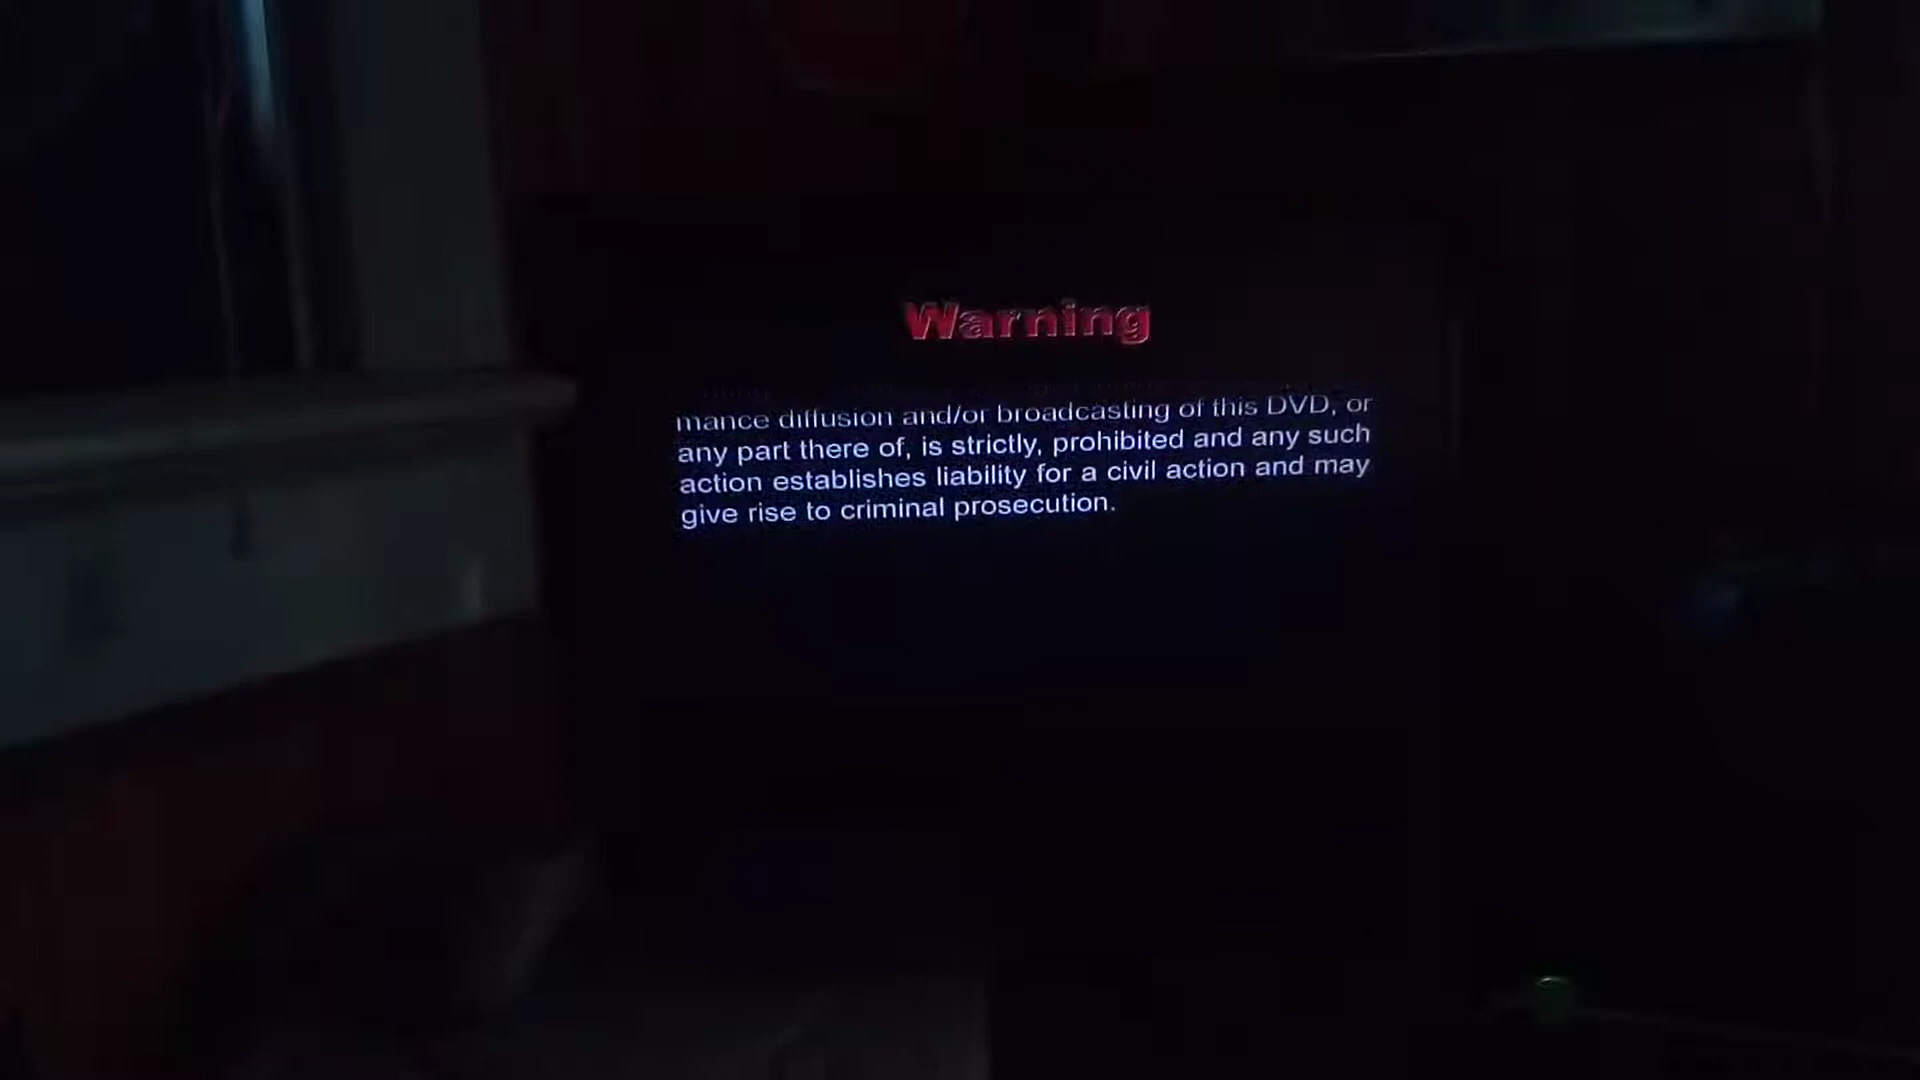 Warning
mance diffusion and/or broadcasting of this DVD, or
any part there of, is strictly, prohibited and any such
action establishes liability for a civil action and may
give rise to criminal prosecution.